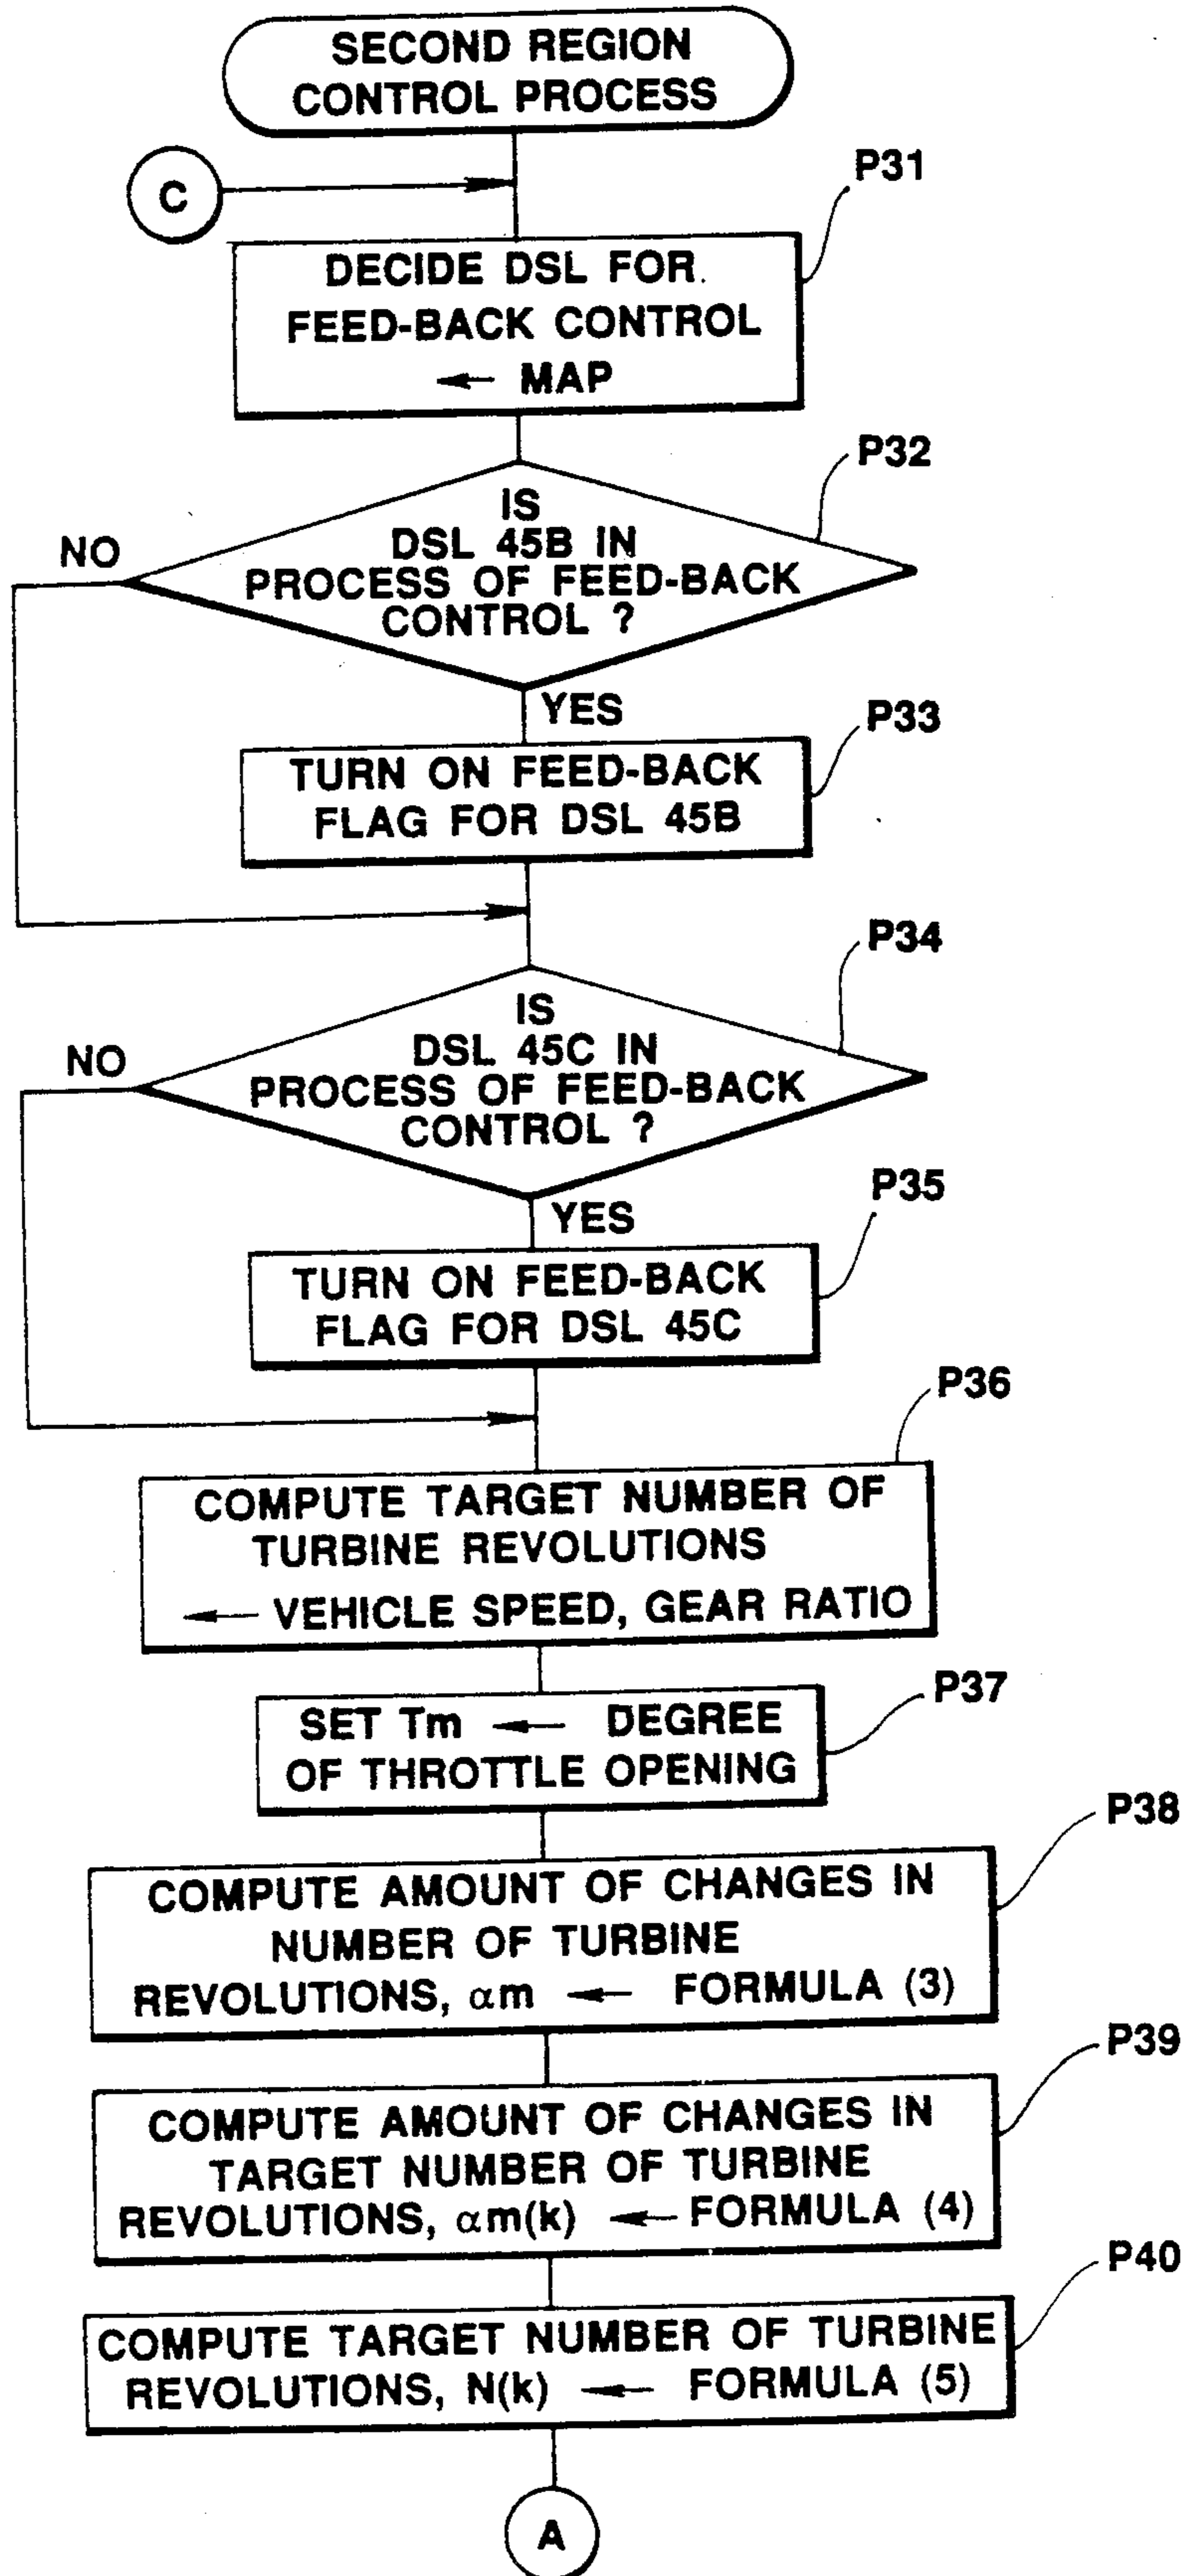 SECOND REGION
CONTROL PROCESS
C
P31
DECIDE DSL FOR
FEED-BACK CONTROL
← MAP
P32
IS
DSL 45B IN
PROCESS OF FEED-BACK
CONTROL ?
NO
YES
P33
TURN ON FEED-BACK
FLAG FOR DSL 45B
P34
IS
DSL 45C IN
PROCESS OF FEED-BACK
CONTROL ?
NO
YES
P35
TURN ON FEED-BACK
FLAG FOR DSL 45C
P36
COMPUTE TARGET NUMBER OF
TURBINE REVOLUTIONS
← VEHICLE SPEED, GEAR RATIO
P37
SET Tm ← DEGREE
OF THROTTLE OPENING
P38
COMPUTE AMOUNT OF CHANGES IN
NUMBER OF TURBINE
REVOLUTIONS, αm ← FORMULA (3)
P39
COMPUTE AMOUNT OF CHANGES IN
TARGET NUMBER OF TURBINE
REVOLUTIONS, αm(k) ← FORMULA (4)
P40
COMPUTE TARGET NUMBER OF TURBINE
REVOLUTIONS, N(k) ← FORMULA (5)
A